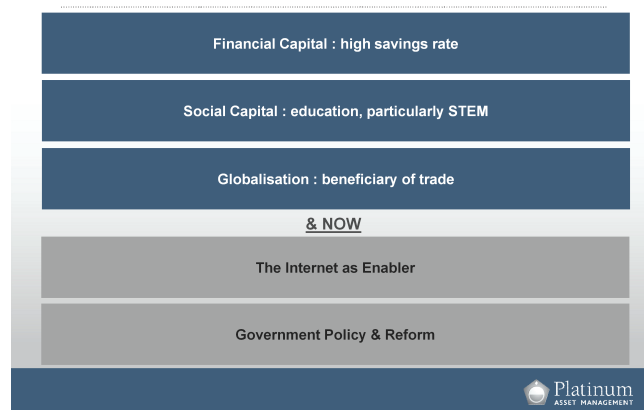 Financial Capital : high savings rate
Social Capital : education, particularly STEM
Globalisation : beneficiary of trade
& NOW
The Internet as Enabler
Government Policy & Reform
Platinum
ASSET MANAGEMENT